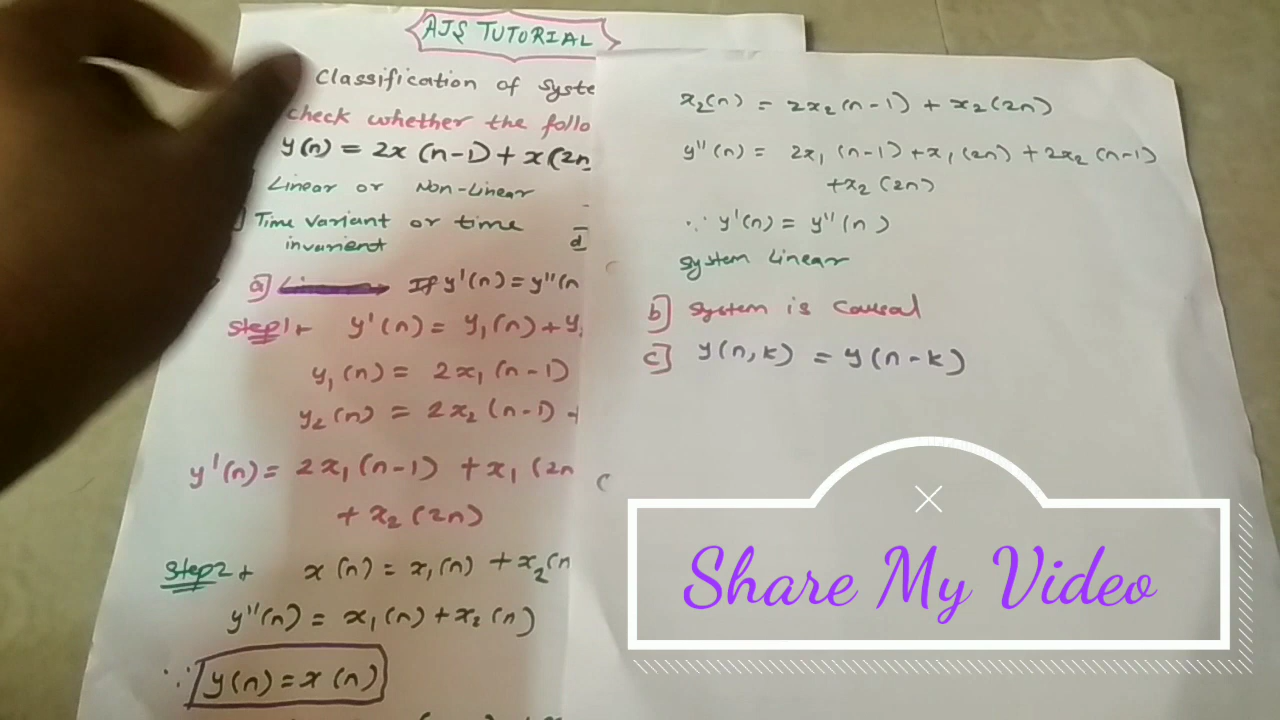 AJS TUTORIAL
Classification of Syste
check whether the follo
y(n) = 2x (n-1) + x(2n
Linear or Non-Linear
Time variant or time
invarient
d
a] If y'(n) = y''(n
Step1 y'(n) = y₁(n) + y
y₁(n) = 2x₁(n-1)
y₂(n) = 2x₂(n-1) +
y'(n) = 2x₁(n-1) + x₁(2n
+ x₂(2n)
Step2 x(n) = x₁(n) + x₂(n
y''(n) = x₁(n) + x₂(n)
∵ y(n) = x(n)
x₂(n) = 2x₂(n-1) + x₂(2n)
y''(n) = 2x₁(n-1) + x₁(2n) + 2x₂(n-1)
+x₂(2n)
∵ y'(n) = y''(n)
System Linear
b] System is Causal
c] y(n,k) = y(n-k)
Share My Video